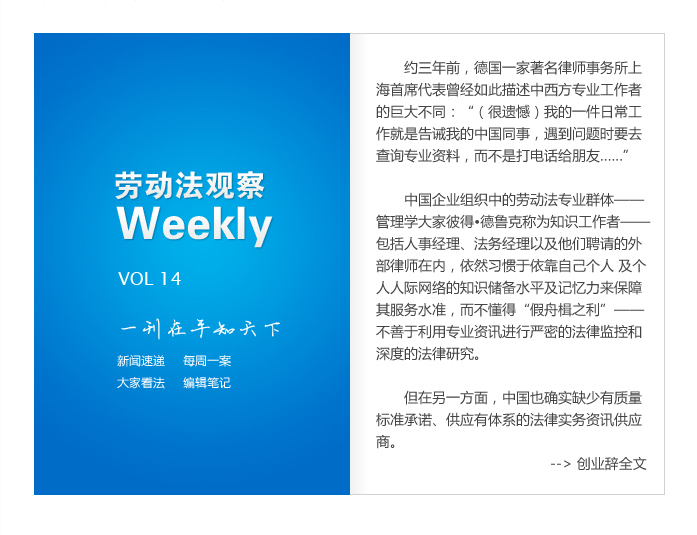 劳动法观察
Weekly
VOL 14
一刊在手知天下
新闻速递 每周一案
大家看法 编辑笔记
约三年前，德国一家著名律师事务所上
海首席代表曾经如此描述中西方专业工作者
的巨大不同：“（很遗憾）我的一件日常工
作就是告诫我的中国同事，遇到问题时要去
查询专业资料，而不是打电话给朋友......”
中国企业组织中的劳动法专业群体——
管理学大家彼得•德鲁克称为知识工作者——
包括人事经理、法务经理以及他们聘请的外
部律师在内，依然习惯于依靠自己个人 及个
人人际网络的知识储备水平及记忆力来保障
其服务水准，而不懂得“假舟楫之利”——
不善于利用专业资讯进行严密的法律监控和
深度的法律研究。
但在另一方面，中国也确实缺少有质量
标准承诺、供应有体系的法律实务资讯供应
商。
--> 创业辞全文